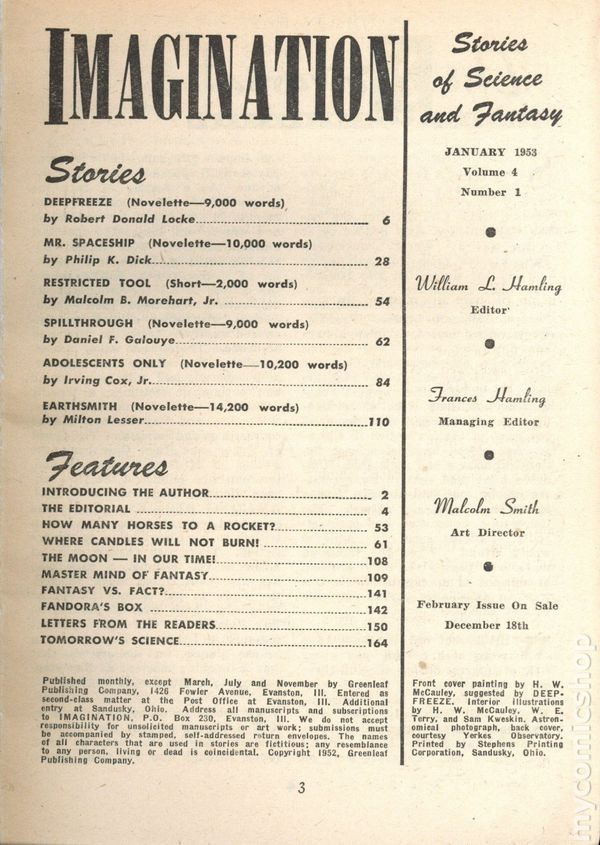 IMAGINATION
Stories
DEEPFREEZE (Novelette—9,000 words)
by Robert Donald Locke 6
MR. SPACESHIP (Novelette—10,000 words)
by Philip K. Dick 28
RESTRICTED TOOL (Short—2,000 words)
by Malcolm B. Morehart, Jr. 54
SPILLTHROUGH (Novelette—9,000 words)
by Daniel F. Galouye 62
ADOLESCENTS ONLY (Novelette—10,200 words)
by Irving Cox, Jr. 84
EARTHSMITH (Novelette—14,200 words)
by Milton Lesser 110
Features
INTRODUCING THE AUTHOR 2
THE EDITORIAL 4
HOW MANY HORSES TO A ROCKET? 53
WHERE CANDLES WILL NOT BURN! 61
THE MOON — IN OUR TIME! 108
MASTER MIND OF FANTASY 109
FANTASY VS. FACT? 141
FANDORA'S BOX 142
LETTERS FROM THE READERS 150
TOMORROW'S SCIENCE 164
Published monthly, except March, July and November by Greenleaf
Publishing Company, 1426 Fowler Avenue, Evanston, Ill. Entered as
second-class matter at the Post Office at Evanston, Ill. Additional
entry at Sandusky, Ohio. Address all manuscripts and subscriptions
to IMAGINATION, P.O. Box 230, Evanston, Ill. We do not accept
responsibility for unsolicited manuscripts or art work; submissions must
be accompanied by stamped, self-addressed return envelopes. The names
of all characters that are used in stories are fictitious; any resemblance
to any person, living or dead is coincidental. Copyright 1952, Greenleaf
Publishing Company.
Stories
of Science
and Fantasy
JANUARY 1953
Volume 4
Number 1
William L. Hamling
Editor
Frances Hamling
Managing Editor
Malcolm Smith
Art Director
February Issue On Sale
December 18th
Front cover painting by H. W.
McCauley, suggested by DEEP-
FREEZE. Interior illustrations
by H. W. McCauley, W. E.
Terry, and Sam Kweskin. Astron-
omical photograph, back cover,
courtesy Yerkes Observatory.
Printed by Stephens Printing
Corporation, Sandusky, Ohio.
3
mycomicshop